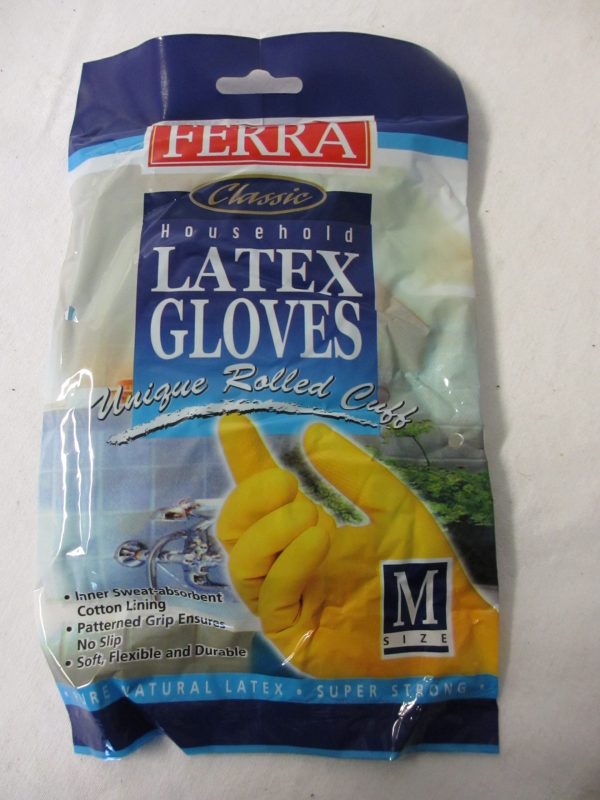 FERRA
Classic
Household
LATEX
GLOVES
Unique Rolled Cuff
• Inner Sweat-absorbent
Cotton Lining
• Patterned Grip Ensures
No Slip
• Soft, Flexible and Durable
M
SIZE
• PURE NATURAL LATEX • SUPER STRONG •